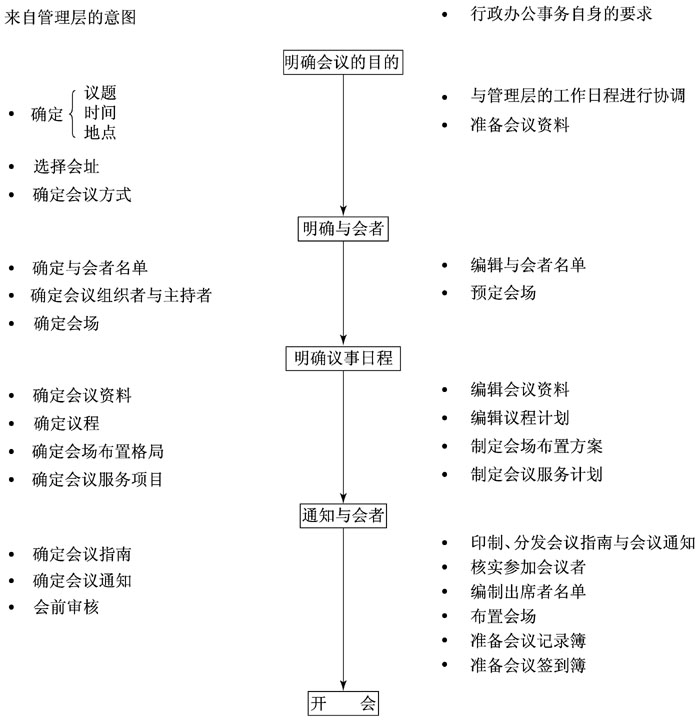 来自管理层的意图
• 行政办公事务自身的要求
明确会议的目的
• 确定
议题
时间
地点
• 选择会址
• 确定会议方式
• 与管理层的工作日程进行协调
• 准备会议资料
明确与会者
• 确定与会者名单
• 确定会议组织者与主持者
• 确定会场
• 编辑与会者名单
• 预定会场
明确议事日程
• 确定会议资料
• 确定议程
• 确定会场布置格局
• 确定会议服务项目
• 编辑会议资料
• 编辑议程计划
• 制定会场布置方案
• 制定会议服务计划
通知与会者
• 确定会议指南
• 确定会议通知
• 会前审核
• 印制、分发会议指南与会议通知
• 核实参加会议者
• 编制出席者名单
• 布置会场
• 准备会议记录簿
• 准备会议签到簿
开 会